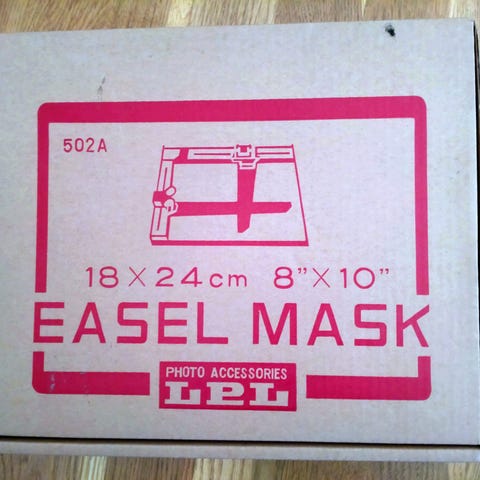 502A
18×24cm 8"×10"
EASEL MASK
PHOTO ACCESSORIES
LPL